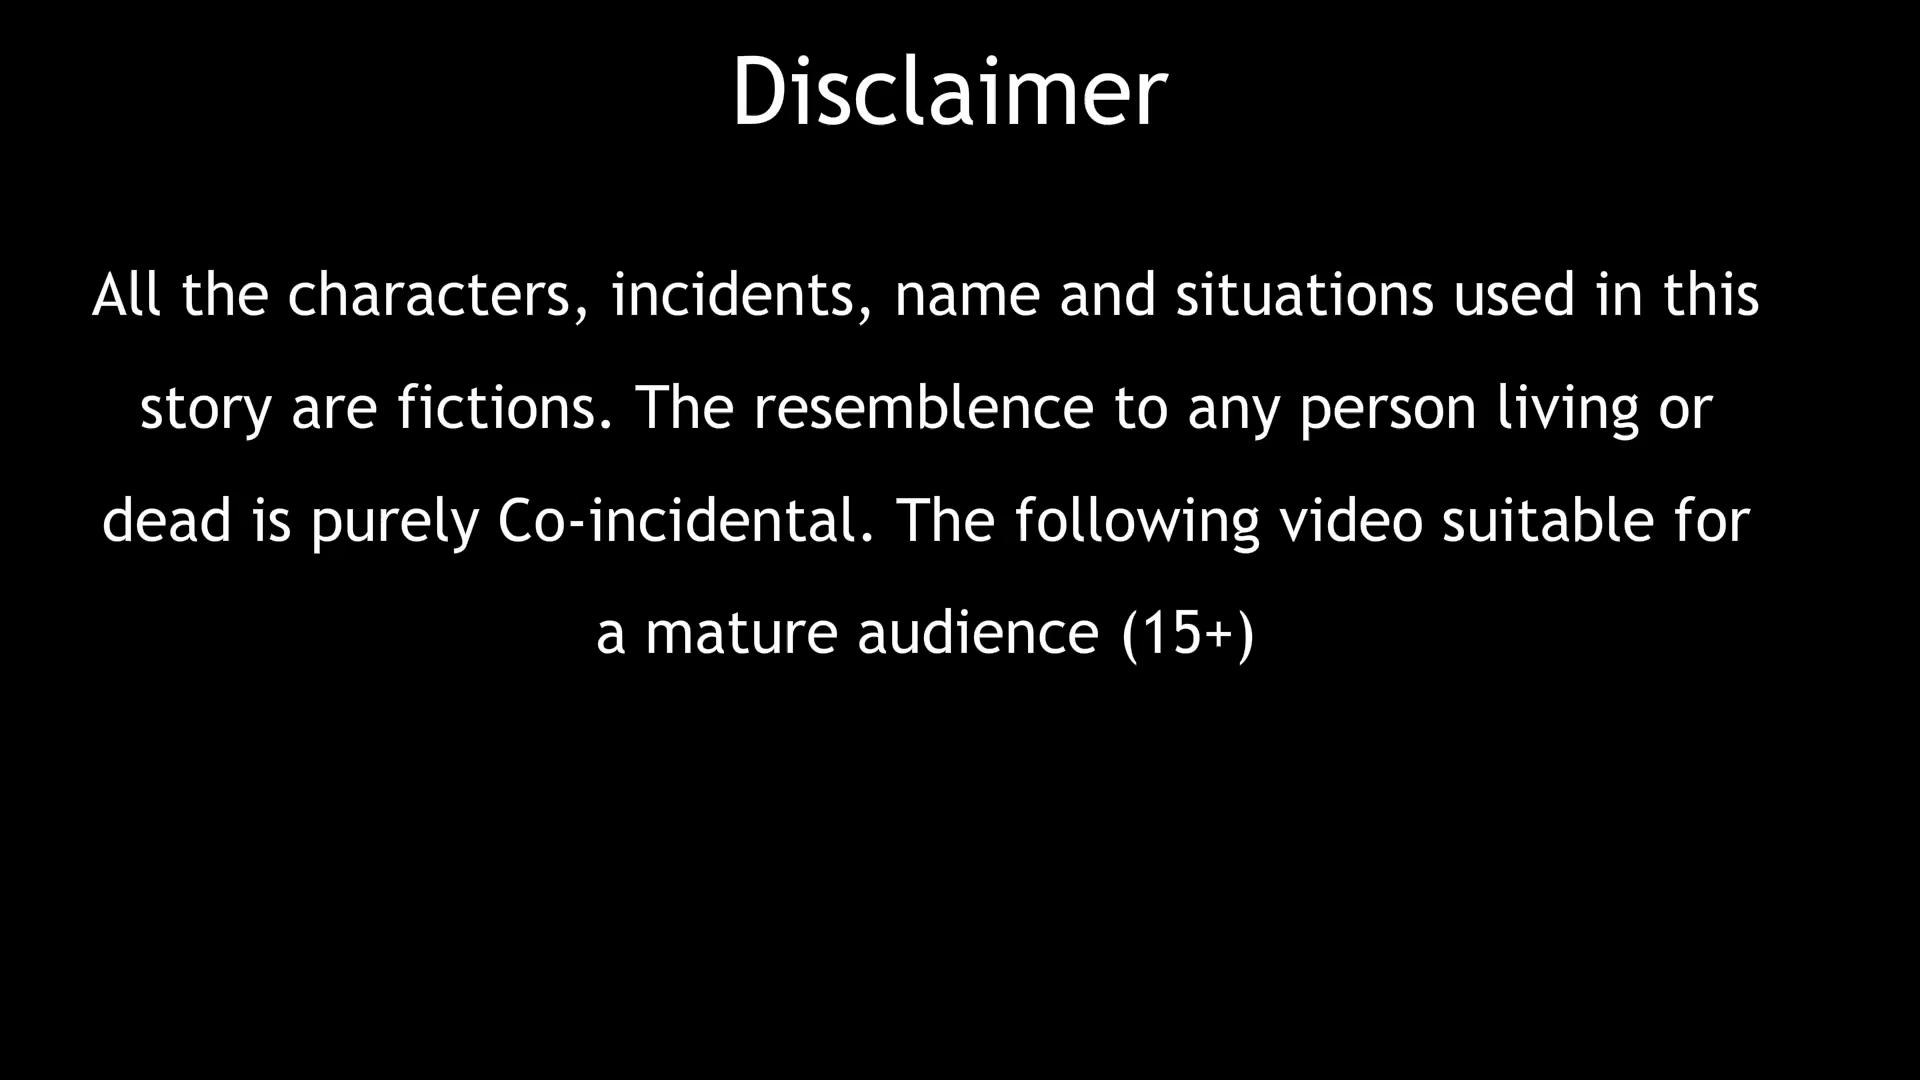 Disclaimer
All the characters, incidents, name and situations used in this
story are fictions. The resemblence to any person living or
dead is purely Co-incidental. The following video suitable for
a mature audience (15+)